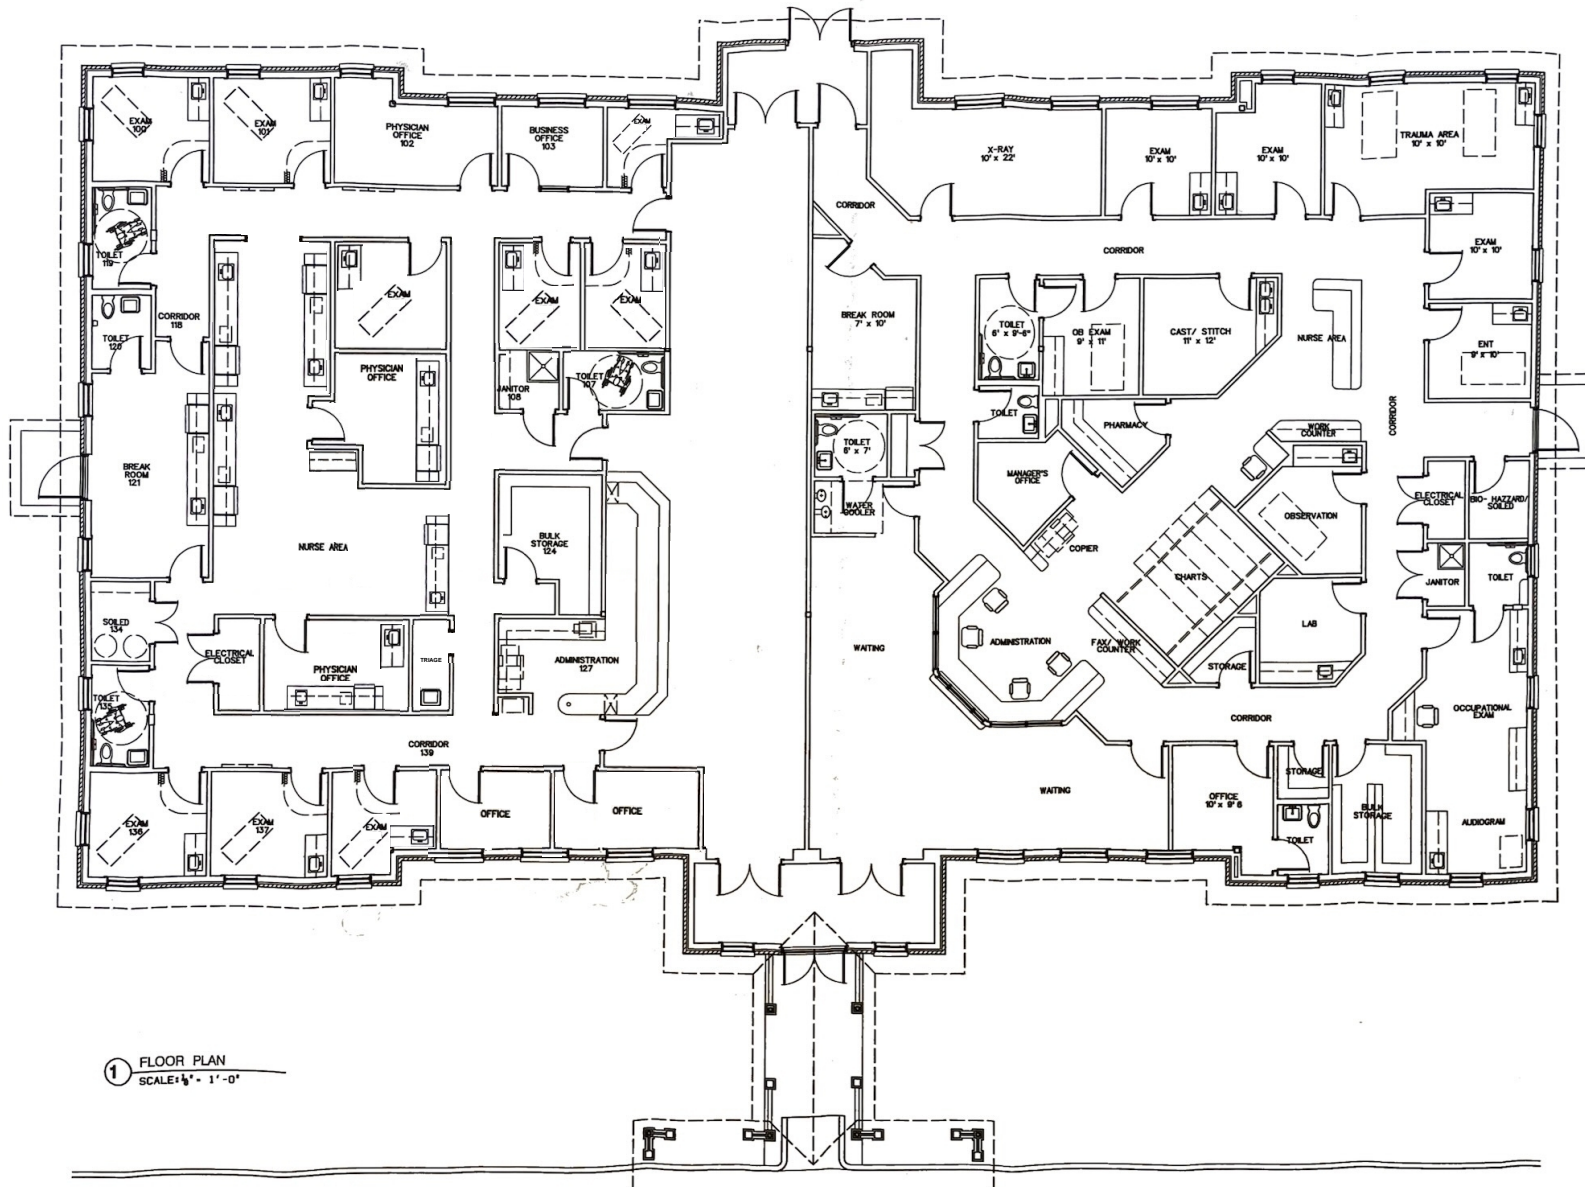 EXAM
100
EXAM
101
PHYSICIAN
OFFICE
102
BUSINESS
OFFICE
103
EXAM
X-RAY
10' x 22'
EXAM
10' x 10'
EXAM
10' x 10'
TRAUMA AREA
10' x 10'
TOILET
119
CORRIDOR
CORRIDOR
EXAM
10' x 10'
EXAM
EXAM
EXAM
TOILET
120
CORRIDOR
118
BREAK ROOM
7' x 10'
TOILET
6' x 9'-6"
OB EXAM
9' x 11'
CAST/ STITCH
11' x 12'
NURSE AREA
ENT
9' x 10'
PHYSICIAN
OFFICE
JANITOR
108
TOILET
107
TOILET
PHARMACY
WORK
COUNTER
CORRIDOR
TOILET
6' x 7'
BREAK
ROOM
121
MANAGER'S
OFFICE
WATER
COOLER
ELECTRICAL
CLOSET
BIO- HAZZARD/
SOILED
OBSERVATION
NURSE AREA
BULK
STORAGE
124
COPIER
CHARTS
JANITOR
TOILET
SOILED
134
ELECTRICAL
CLOSET
PHYSICIAN
OFFICE
TRIAGE
ADMINISTRATION
127
WAITING
ADMINISTRATION
FAX/ WORK
COUNTER
LAB
STORAGE
TOILET
135
OCCUPATIONAL
EXAM
CORRIDOR
CORRIDOR
139
WAITING
STORAGE
OFFICE
10' x 9' 6
BULK
STORAGE
EXAM
136
EXAM
137
EXAM
OFFICE
OFFICE
TOILET
AUDIOGRAM
1
FLOOR PLAN
SCALE: 1/8" = 1'-0"